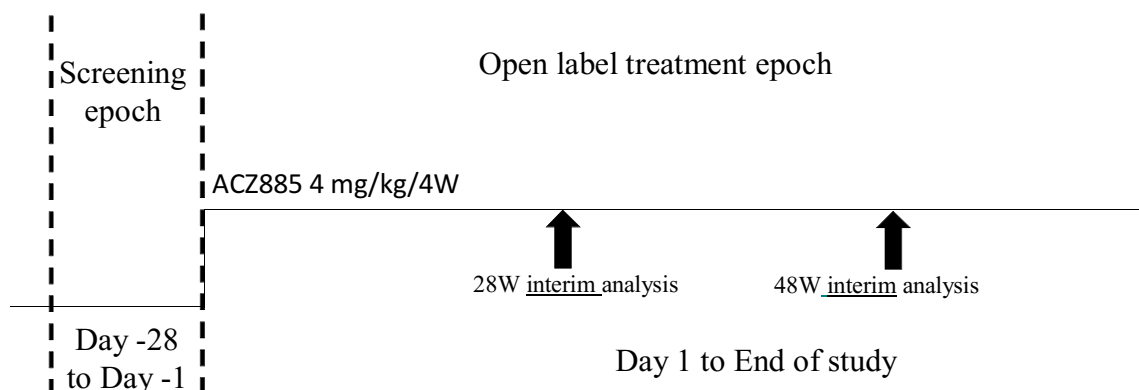 Screening
epoch
Open label treatment epoch
ACZ885 4 mg/kg/4W
28W interim analysis
48W interim analysis
Day -28
to Day -1
Day 1 to End of study